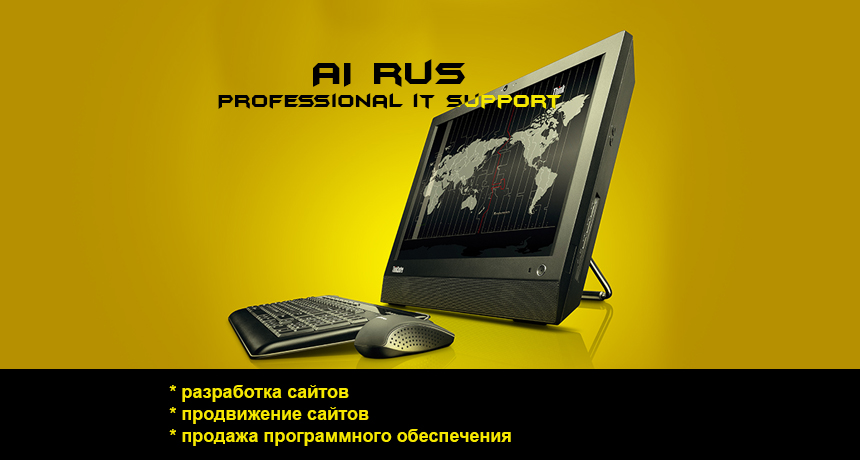 AI RUS
PROFESSIONAL IT SUPPORT
* разработка сайтов
* продвижение сайтов
* продажа программного обеспечения